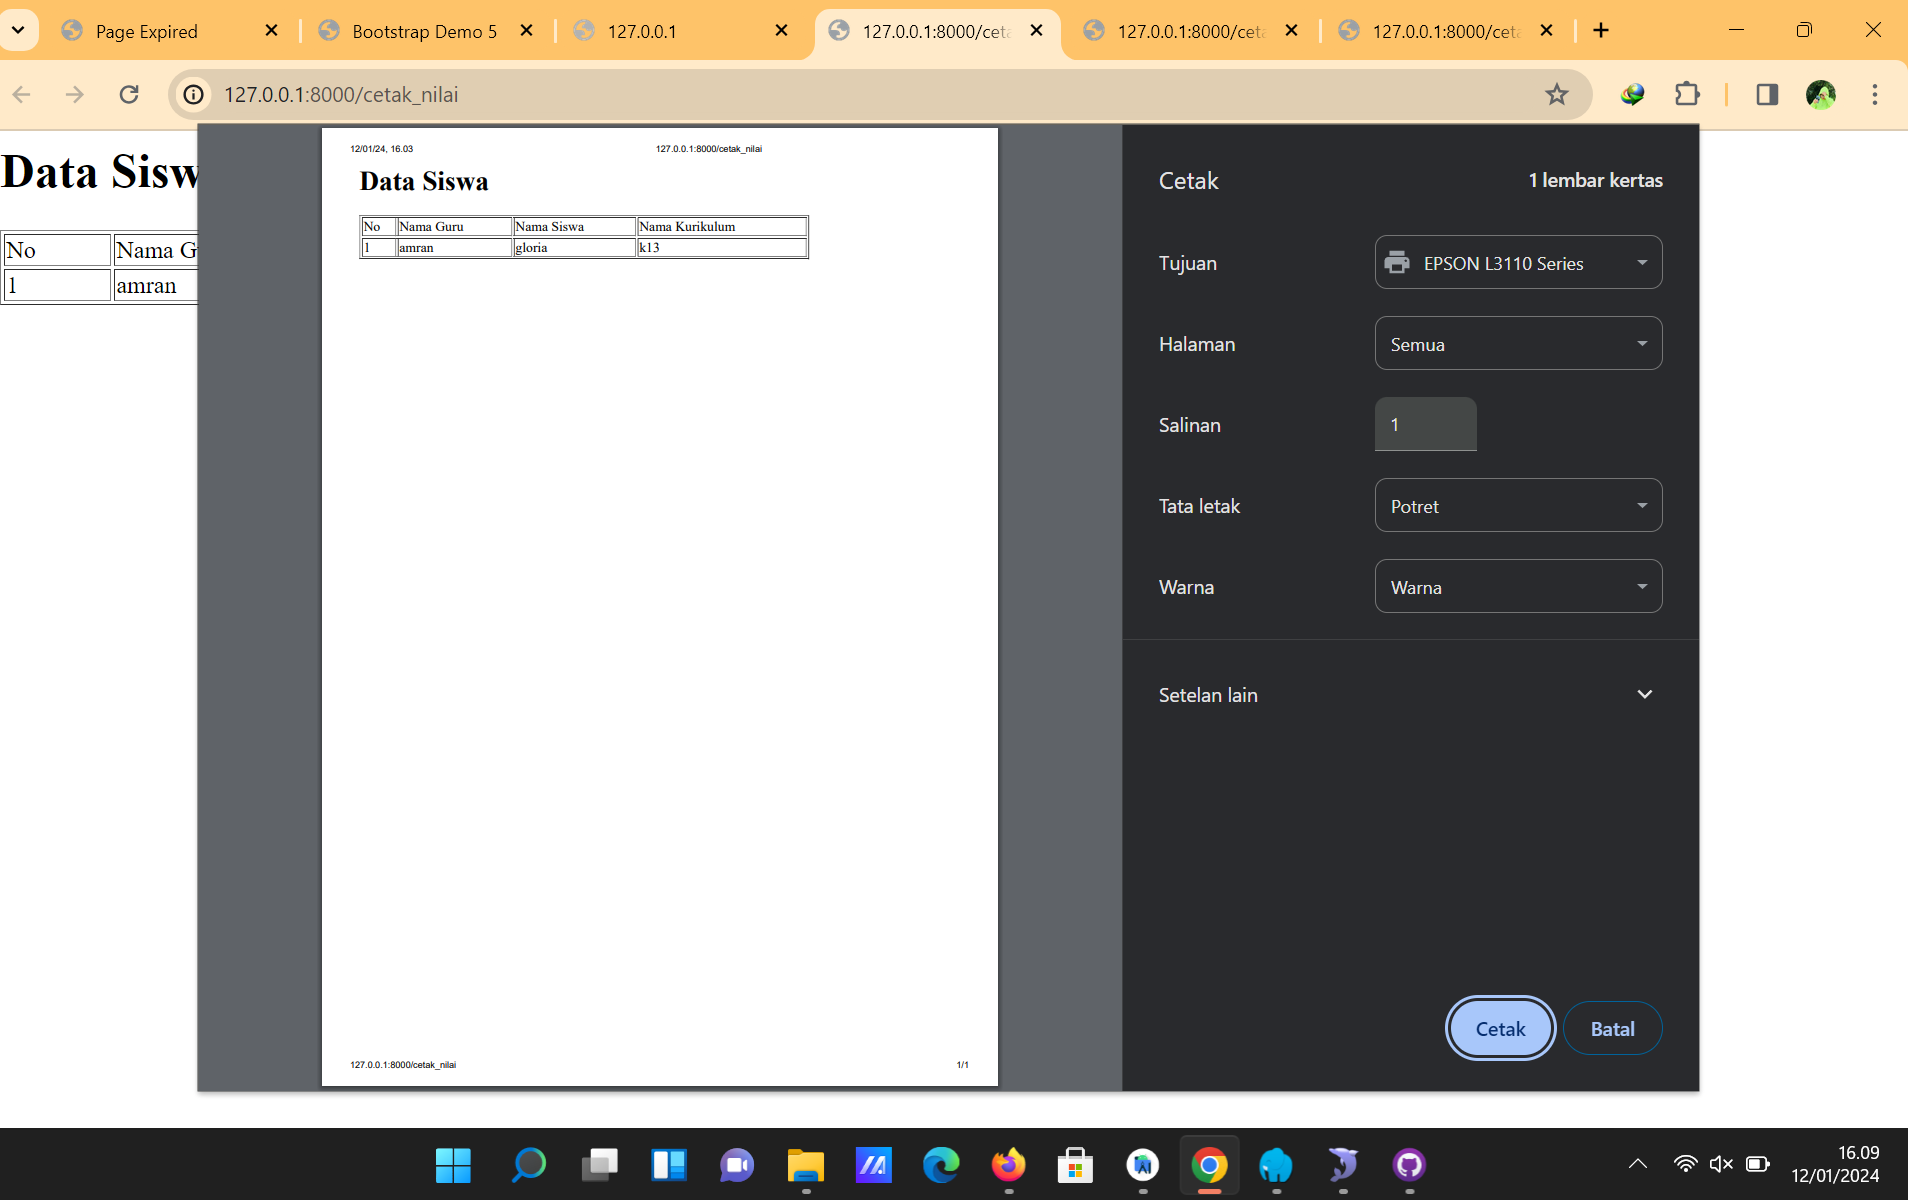 Page Expired
Bootstrap Demo 5
127.0.0.1
127.0.0.1:8000/ceta
127.0.0.1:8000/ceta
127.0.0.1:8000/ceta
127.0.0.1:8000/cetak_nilai
Data Sisw
No Nama G
1 amran
12/01/24, 16.03 127.0.0.1:8000/cetak_nilai
Data Siswa
No Nama Guru Nama Siswa Nama Kurikulum
1 amran gloria k13
127.0.0.1:8000/cetak_nilai 1/1
Cetak 1 lembar kertas
Tujuan EPSON L3110 Series
Halaman Semua
Salinan 1
Tata letak Potret
Warna Warna
Setelan lain
Cetak Batal
16.09
12/01/2024